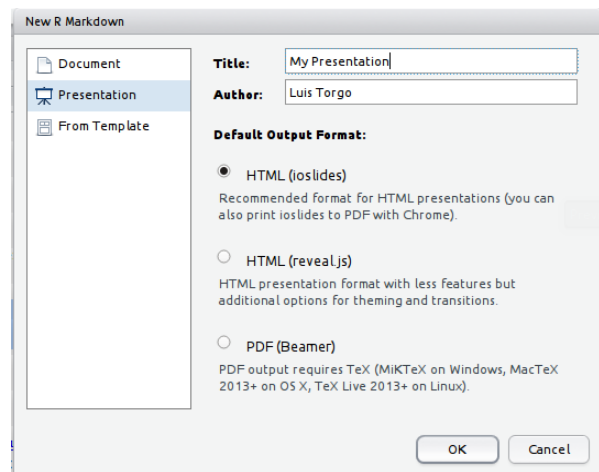 New R Markdown
Document
Presentation
From Template
Title: My Presentation
Author: Luis Torgo
Default Output Format:
HTML (ioslides)
Recommended format for HTML presentations (you can
also print ioslides to PDF with Chrome).
HTML (reveal.js)
HTML presentation format with less features but
additional options for theming and transitions.
PDF (Beamer)
PDF output requires TeX (MiKTeX on Windows, MacTeX
2013+ on OS X, TeX Live 2013+ on Linux).
OK Cancel